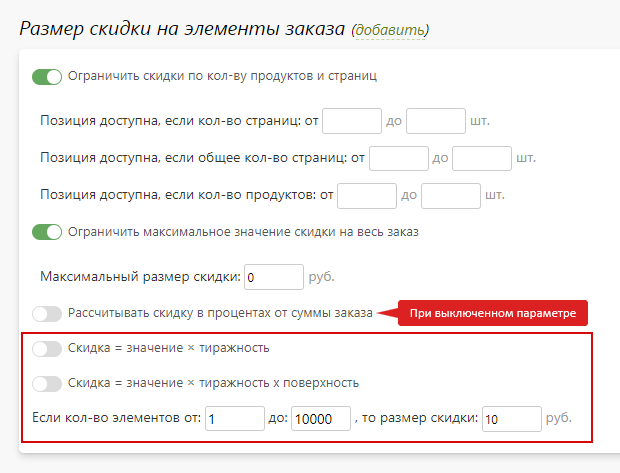 Размер скидки на элементы заказа (добавить)
Ограничить скидки по кол-ву продуктов и страниц
Позиция доступна, если кол-во страниц: от до шт.
Позиция доступна, если общее кол-во страниц: от до шт.
Позиция доступна, если кол-во продуктов: от до шт.
Ограничить максимальное значение скидки на весь заказ
Максимальный размер скидки: 0 руб.
Рассчитывать скидку в процентах от суммы заказа При выключенном параметре
Скидка = значение × тиражность
Скидка = значение × тиражность х поверхность
Если кол-во элементов от: 1 до: 10000 , то размер скидки: 10 руб.